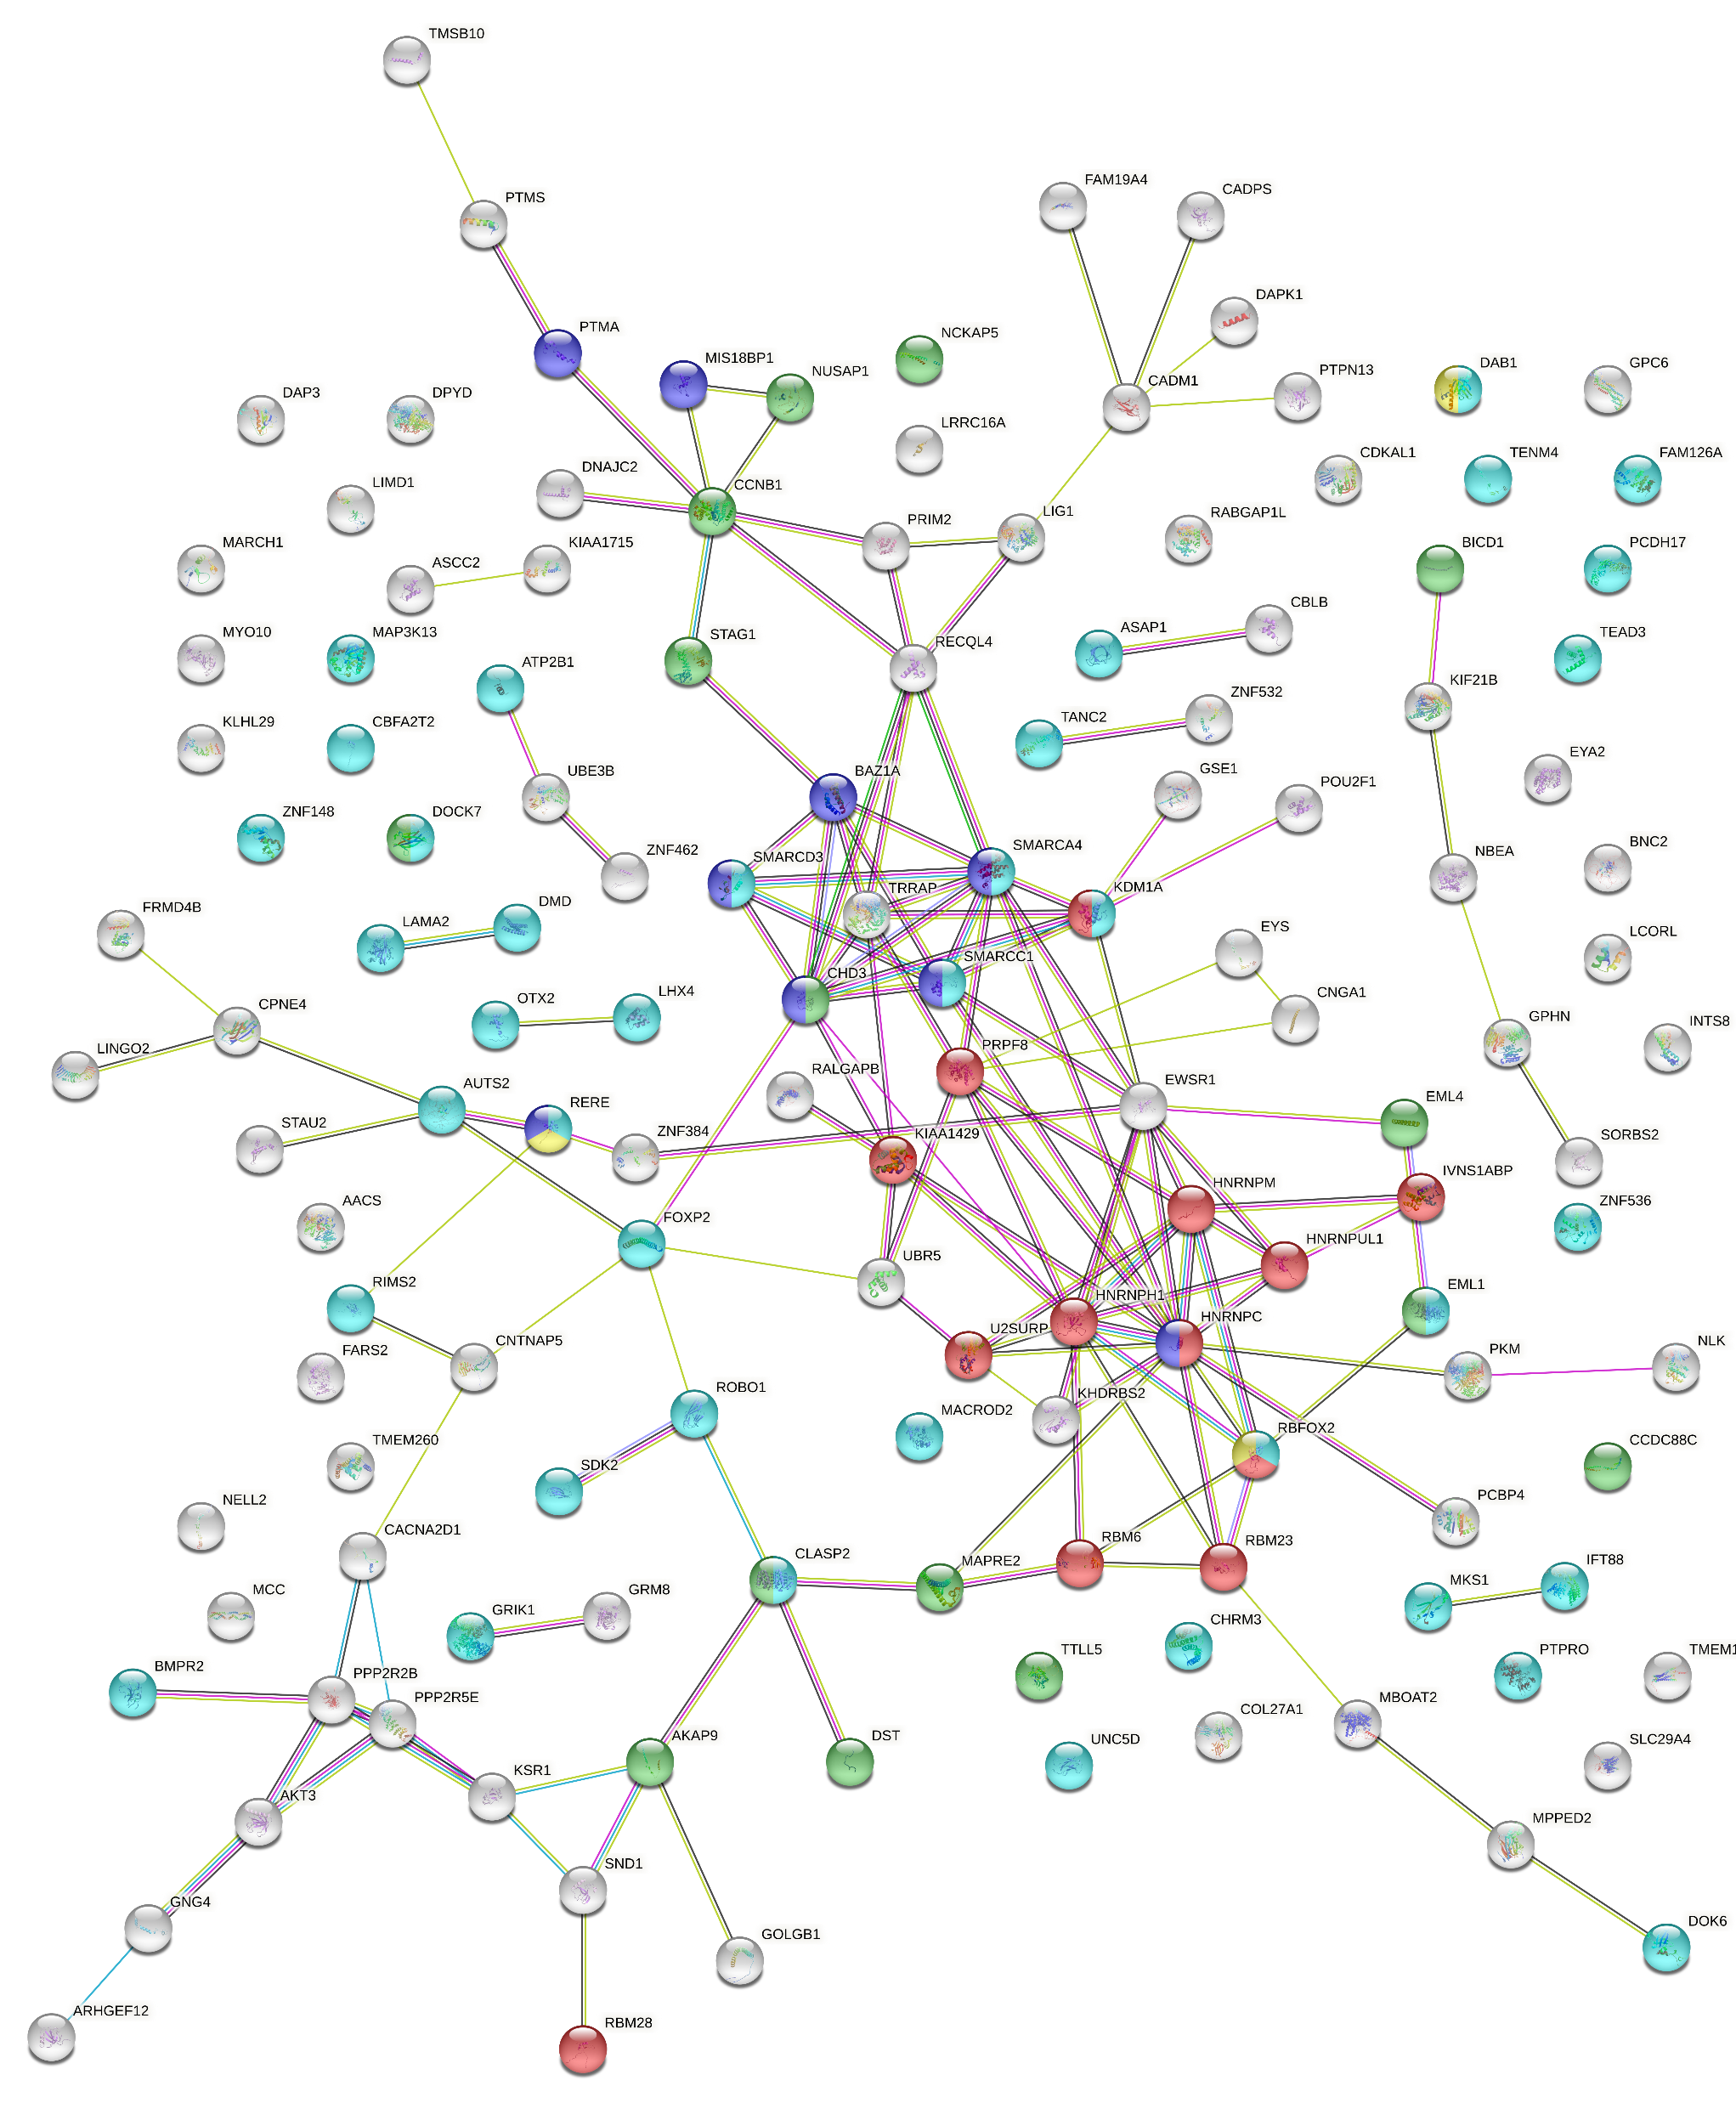 TMSB10
FAM19A4
CADPS
PTMS
DAPK1
PTMA
NCKAP5
MIS18BP1
NUSAP1
DAB1
GPC6
PTPN13
CADM1
DAP3
DPYD
LRRC16A
CDKAL1
TENM4
FAM126A
DNAJC2
LIMD1
CCNB1
PRIM2
LIG1
RABGAP1L
KIAA1715
MARCH1
ASCC2
BICD1
PCDH17
CBLB
ASAP1
MYO10
MAP3K13
STAG1
RECQL4
TEAD3
ATP2B1
KIF21B
ZNF532
KLHL29
CBFA2T2
TANC2
EYA2
BAZ1A
UBE3B
GSE1
POU2F1
ZNF148
DOCK7
SMARCA4
BNC2
ZNF462
SMARCD3
NBEA
TRRAP
KDM1A
FRMD4B
LAMA2
DMD
EYS
LCORL
SMARCC1
CHD3
OTX2
LHX4
CNGA1
CPNE4
GPHN
INTS8
LINGO2
PRPF8
RALGAPB
EWSR1
AUTS2
RERE
EML4
STAU2
ZNF384
KIAA1429
SORBS2
IVNS1ABP
HNRNPM
AACS
FOXP2
ZNF536
HNRNPUL1
UBR5
RIMS2
HNRNPH1
EML1
HNRNPC
U2SURP
CNTNAP5
FARS2
PKM
NLK
ROBO1
KHDRBS2
MACROD2
RBFOX2
TMEM260
SDK2
CCDC88C
NELL2
PCBP4
CACNA2D1
CLASP2
MAPRE2
RBM6
RBM23
IFT88
MCC
GRM8
MKS1
GRIK1
CHRM3
BMPR2
PPP2R2B
TTLL5
PTPRO
TMEM1
PPP2R5E
MBOAT2
COL27A1
AKAP9
DST
UNC5D
SLC29A4
KSR1
AKT3
MPPED2
SND1
GNG4
DOK6
GOLGB1
ARHGEF12
RBM28